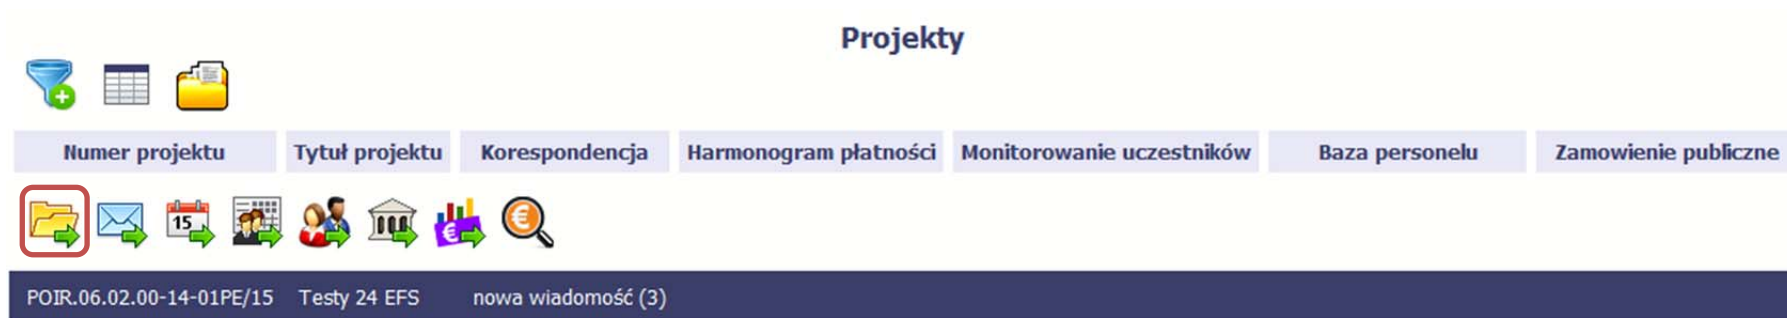 Projekty
Numer projektu Tytuł projektu Korespondencja Harmonogram płatności Monitorowanie uczestników Baza personelu Zamowienie publiczne
15
POIR.06.02.00-14-01PE/15 Testy 24 EFS nowa wiadomość (3)